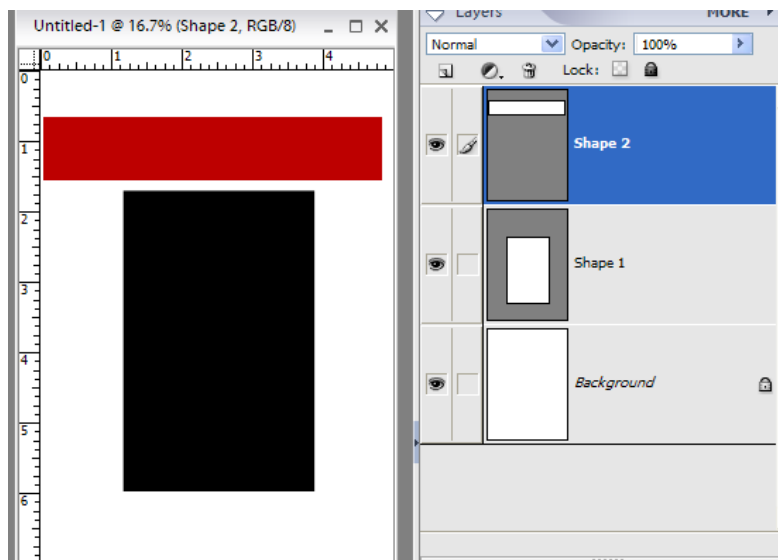 Untitled-1 @ 16.7% (Shape 2, RGB/8)
0 1 2 3 4
0
1
2
3
4
5
6
Layers MORE
Normal Opacity: 100%
Lock:
Shape 2
Shape 1
Background